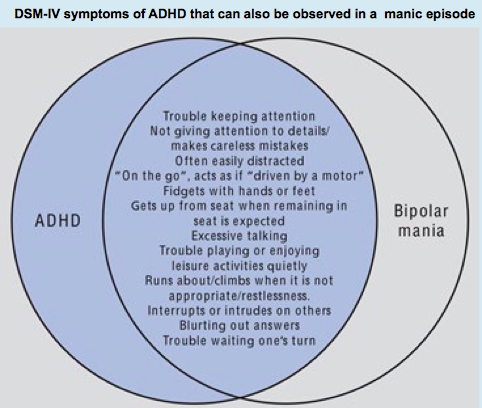 DSM-IV symptoms of ADHD that can also be observed in a manic episode
Trouble keeping attention
Not giving attention to details/
makes careless mistakes
Often easily distracted
“On the go”, acts as if “driven by a motor”
Fidgets with hands or feet
Gets up from seat when remaining in
seat is expected
Excessive talking
Trouble playing or enjoying
leisure activities quietly
Runs about/climbs when it is not
appropriate/restlessness.
Interrupts or intrudes on others
Blurting out answers
Trouble waiting one's turn
ADHD
Bipolar
mania